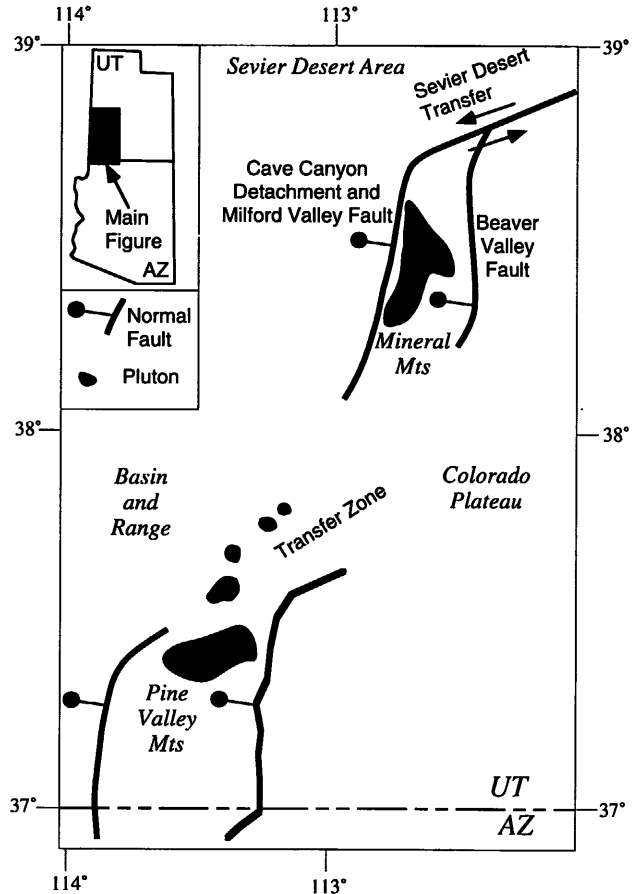 114°
113°
39°
39°
UT
Main
Figure
AZ
Normal
Fault
Pluton
Sevier Desert Area
Sevier Desert
Transfer
Cave Canyon
Detachment and
Milford Valley Fault
Beaver
Valley
Fault
Mineral
Mts
38°
38°
Basin
and
Range
Colorado
Plateau
Transfer Zone
Pine
Valley
Mts
37°
UT
37°
AZ
114°
113°